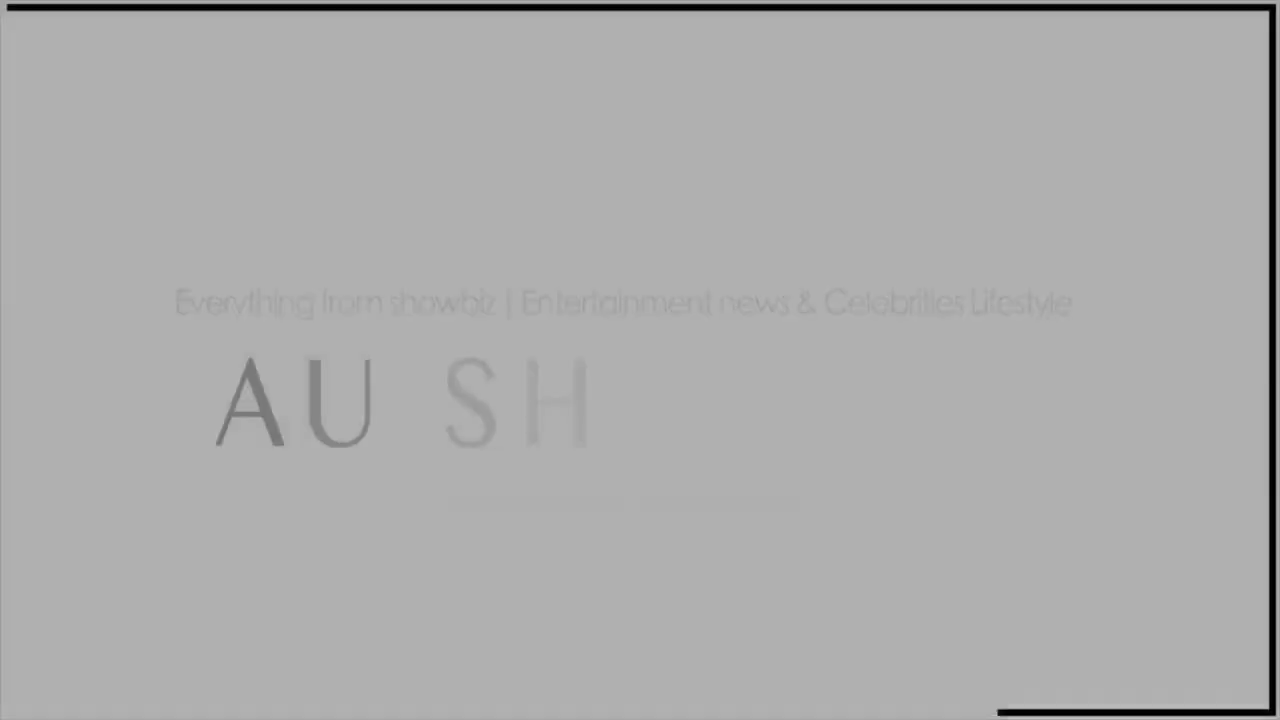 Everything from showbiz | Entertainment news & Celebrities Lifestyle
AU SH